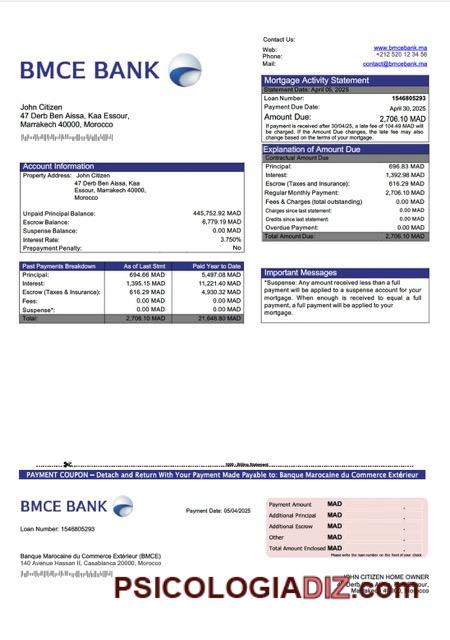 Contact Us:
Web: www.bmcebank.ma
Phone: +212 520 12 34 56
Mail: contact@bmcebank.ma
BMCE BANK
John Citizen
47 Derb Ben Aissa, Kaa Essour,
Marrakech 40000, Morocco
Mortgage Activity Statement
Statement Date: April 05, 2025
Loan Number: 1546805293
Payment Due Date: April 30, 2025
Amount Due: 2,706.10 MAD
If payment is received after 30/04/25, a late fee of 104.49 MAD will
be charged. If the Amount Due changes, the late fee may also
change based on the terms of your mortgage.
Explanation of Amount Due
Contractual Amount Due
Principal: 696.83 MAD
Interest: 1,392.98 MAD
Escrow (Taxes and Insurance): 616.29 MAD
Regular Monthly Payment: 2,706.10 MAD
Fees & Charges (total outstanding) 0.00 MAD
Charges since last statement: 0.00 MAD
Credits since last statement: 0.00 MAD
Overdue Payment: 0.00 MAD
Total Amount Due: 2,706.10 MAD
Account Information
Property Address: John Citizen
47 Derb Ben Aissa, Kaa
Essour, Marrakech 40000,
Morocco
Unpaid Principal Balance: 445,752.92 MAD
Escrow Balance: 6,779.19 MAD
Suspense Balance: 0.00 MAD
Interest Rate: 3.750%
Prepayment Penalty: No
Past Payments Breakdown As of Last Stmt Paid Year to Date
Principal: 694.66 MAD 5,497.08 MAD
Interest: 1,395.15 MAD 11,221.40 MAD
Escrow (Taxes & Insurance): 616.29 MAD 4,930.32 MAD
Fees: 0.00 MAD 0.00 MAD
Suspense*: 0.00 MAD 0.00 MAD
Total: 2,706.10 MAD 21,648.80 MAD
Important Messages
*Suspense: Any amount received less than a full
payment will be applied to a suspense account for your
mortgage. When enough is received to equal a full
payment, a full payment will be applied to your
mortgage.
PAYMENT COUPON – Detach and Return With Your Payment Made Payable to: Banque Marocaine du Commerce Extérieur
BMCE BANK
Payment Date: 05/04/2025
Loan Number: 1546805293
Payment Amount MAD .
Additional Principal MAD .
Additional Escrow MAD .
Other MAD .
Total Amount Enclosed MAD .
Please write the loan number on the front of your check.
Banque Marocaine du Commerce Extérieur (BMCE)
140 Avenue Hassan II, Casablanca 20000, Morocco
JOHN CITIZEN HOME OWNER
PSICOLOGIADIZ.com